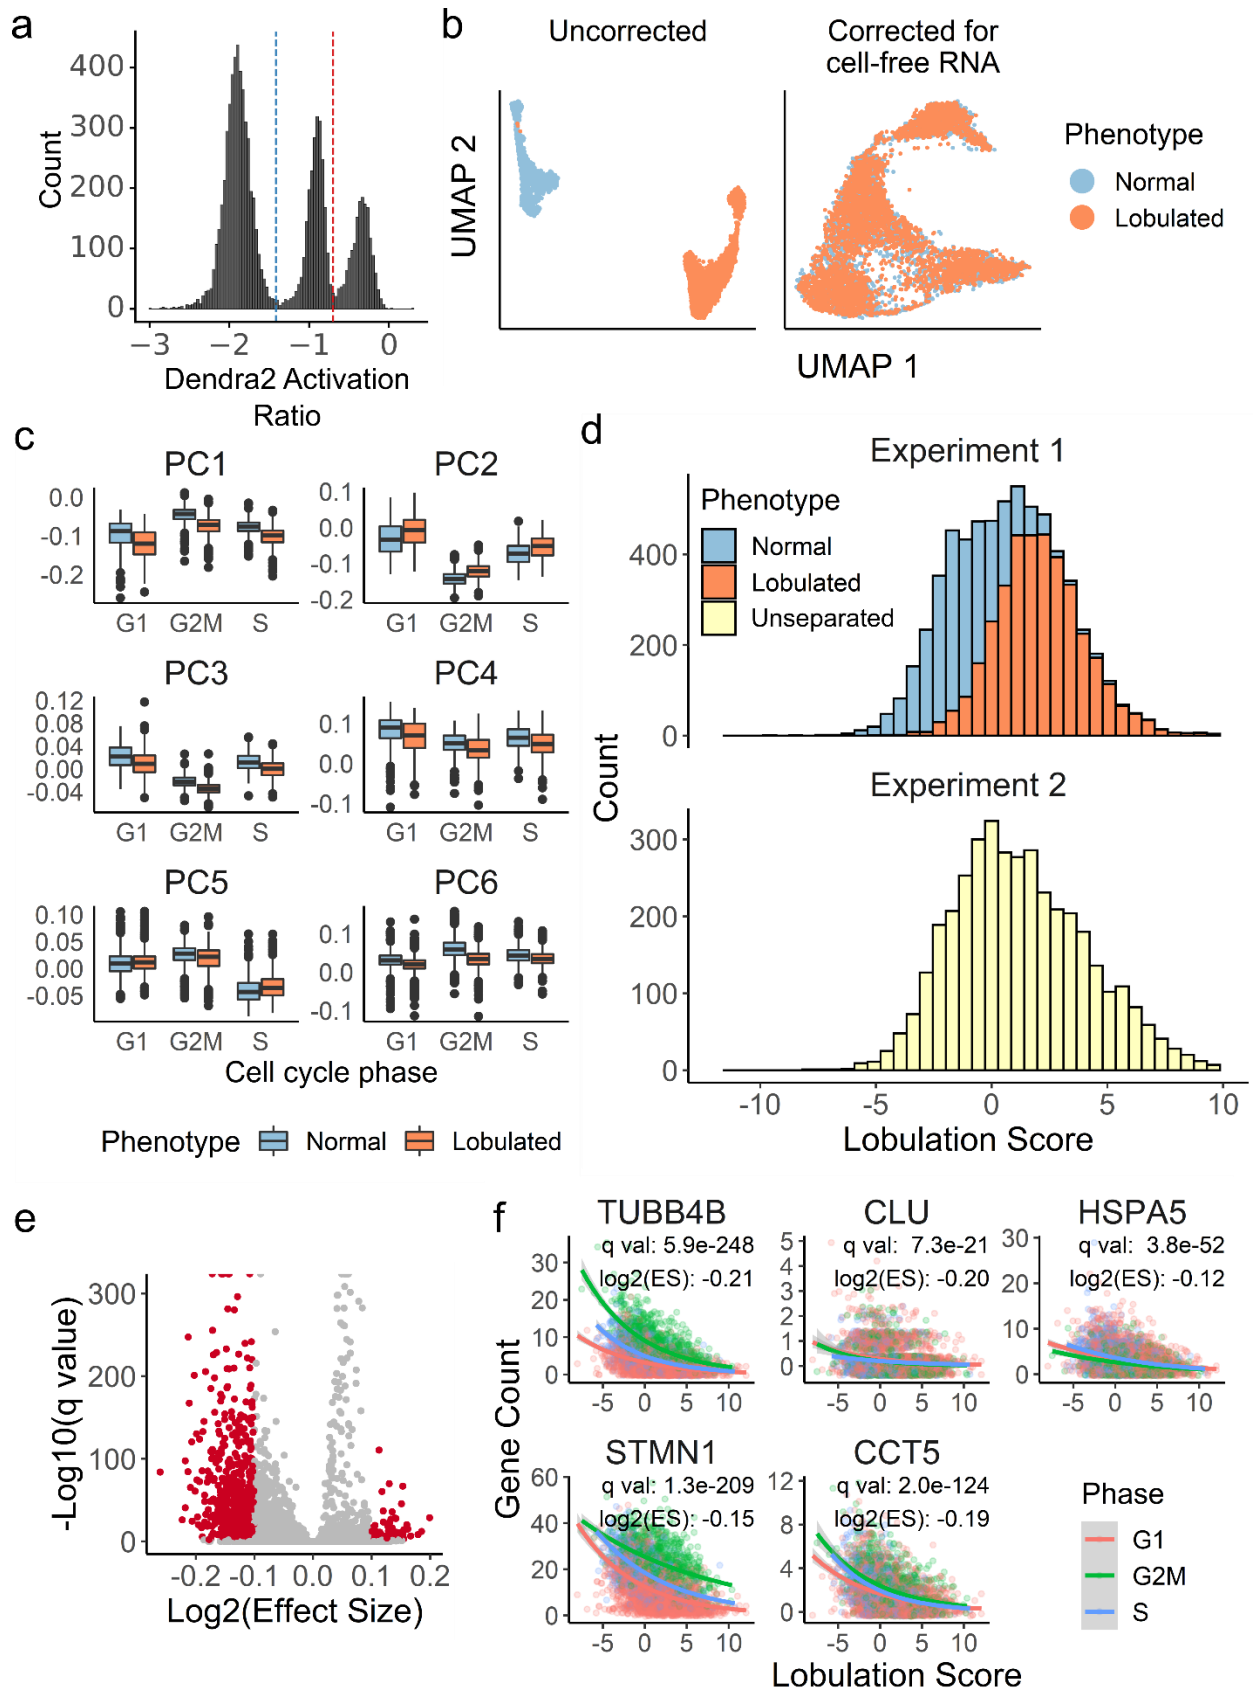 a
400
300
200
100
0
Count
−3
−2
−1
0
Dendra2 Activation
Ratio
b
Uncorrected
Corrected for
cell-free RNA
UMAP 2
UMAP 1
Phenotype
Normal
Lobulated
c
PC1
0.0
-0.1
-0.2
G1 G2M S
PC2
0.1
0.0
-0.1
-0.2
G1 G2M S
PC3
0.12
0.08
0.04
0.00
-0.04
G1 G2M S
PC4
0.1
0.0
-0.1
G1 G2M S
PC5
0.10
0.05
0.00
-0.05
G1 G2M S
PC6
0.1
0.0
-0.1
G1 G2M S
Cell cycle phase
Phenotype Normal Lobulated
d
Experiment 1
Phenotype
Normal
Lobulated
Unseparated
400
200
0
Count
Experiment 2
300
200
100
0
-10 -5 0 5 10
Lobulation Score
e
300
200
100
0
-Log10(q value)
-0.2 -0.1 0.0 0.1 0.2
Log2(Effect Size)
f
TUBB4B
q val: 5.9e-248
log2(ES): -0.21
30
20
10
0
-5 0 5 10
CLU
q val: 7.3e-21
log2(ES): -0.20
5
4
3
2
1
0
-5 0 5 10
HSPA5
q val: 3.8e-52
log2(ES): -0.12
30
20
10
0
-5 0 5 10
Gene Count
STMN1
q val: 1.3e-209
log2(ES): -0.15
60
40
20
0
-5 0 5 10
CCT5
q val: 2.0e-124
log2(ES): -0.19
12
8
4
0
-5 0 5 10
Lobulation Score
Phase
G1
G2M
S